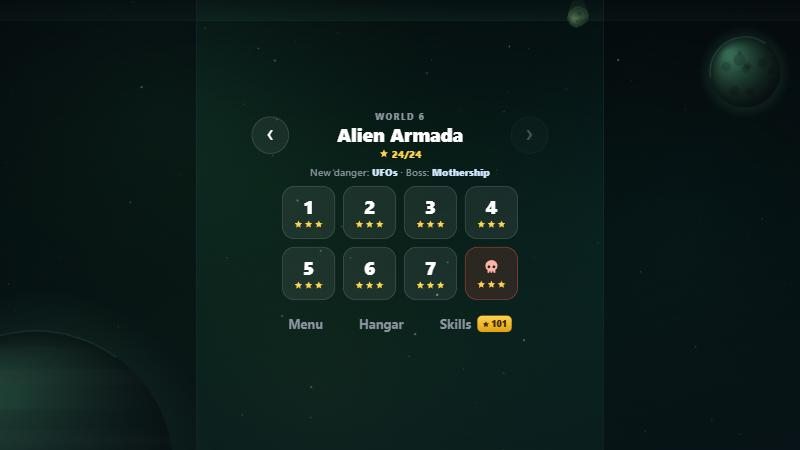 WORLD 6
Alien Armada
★ 24/24
New danger: UFOs · Boss: Mothership
1 2 3 4
5 6 7
Menu Hangar Skills ★ 101